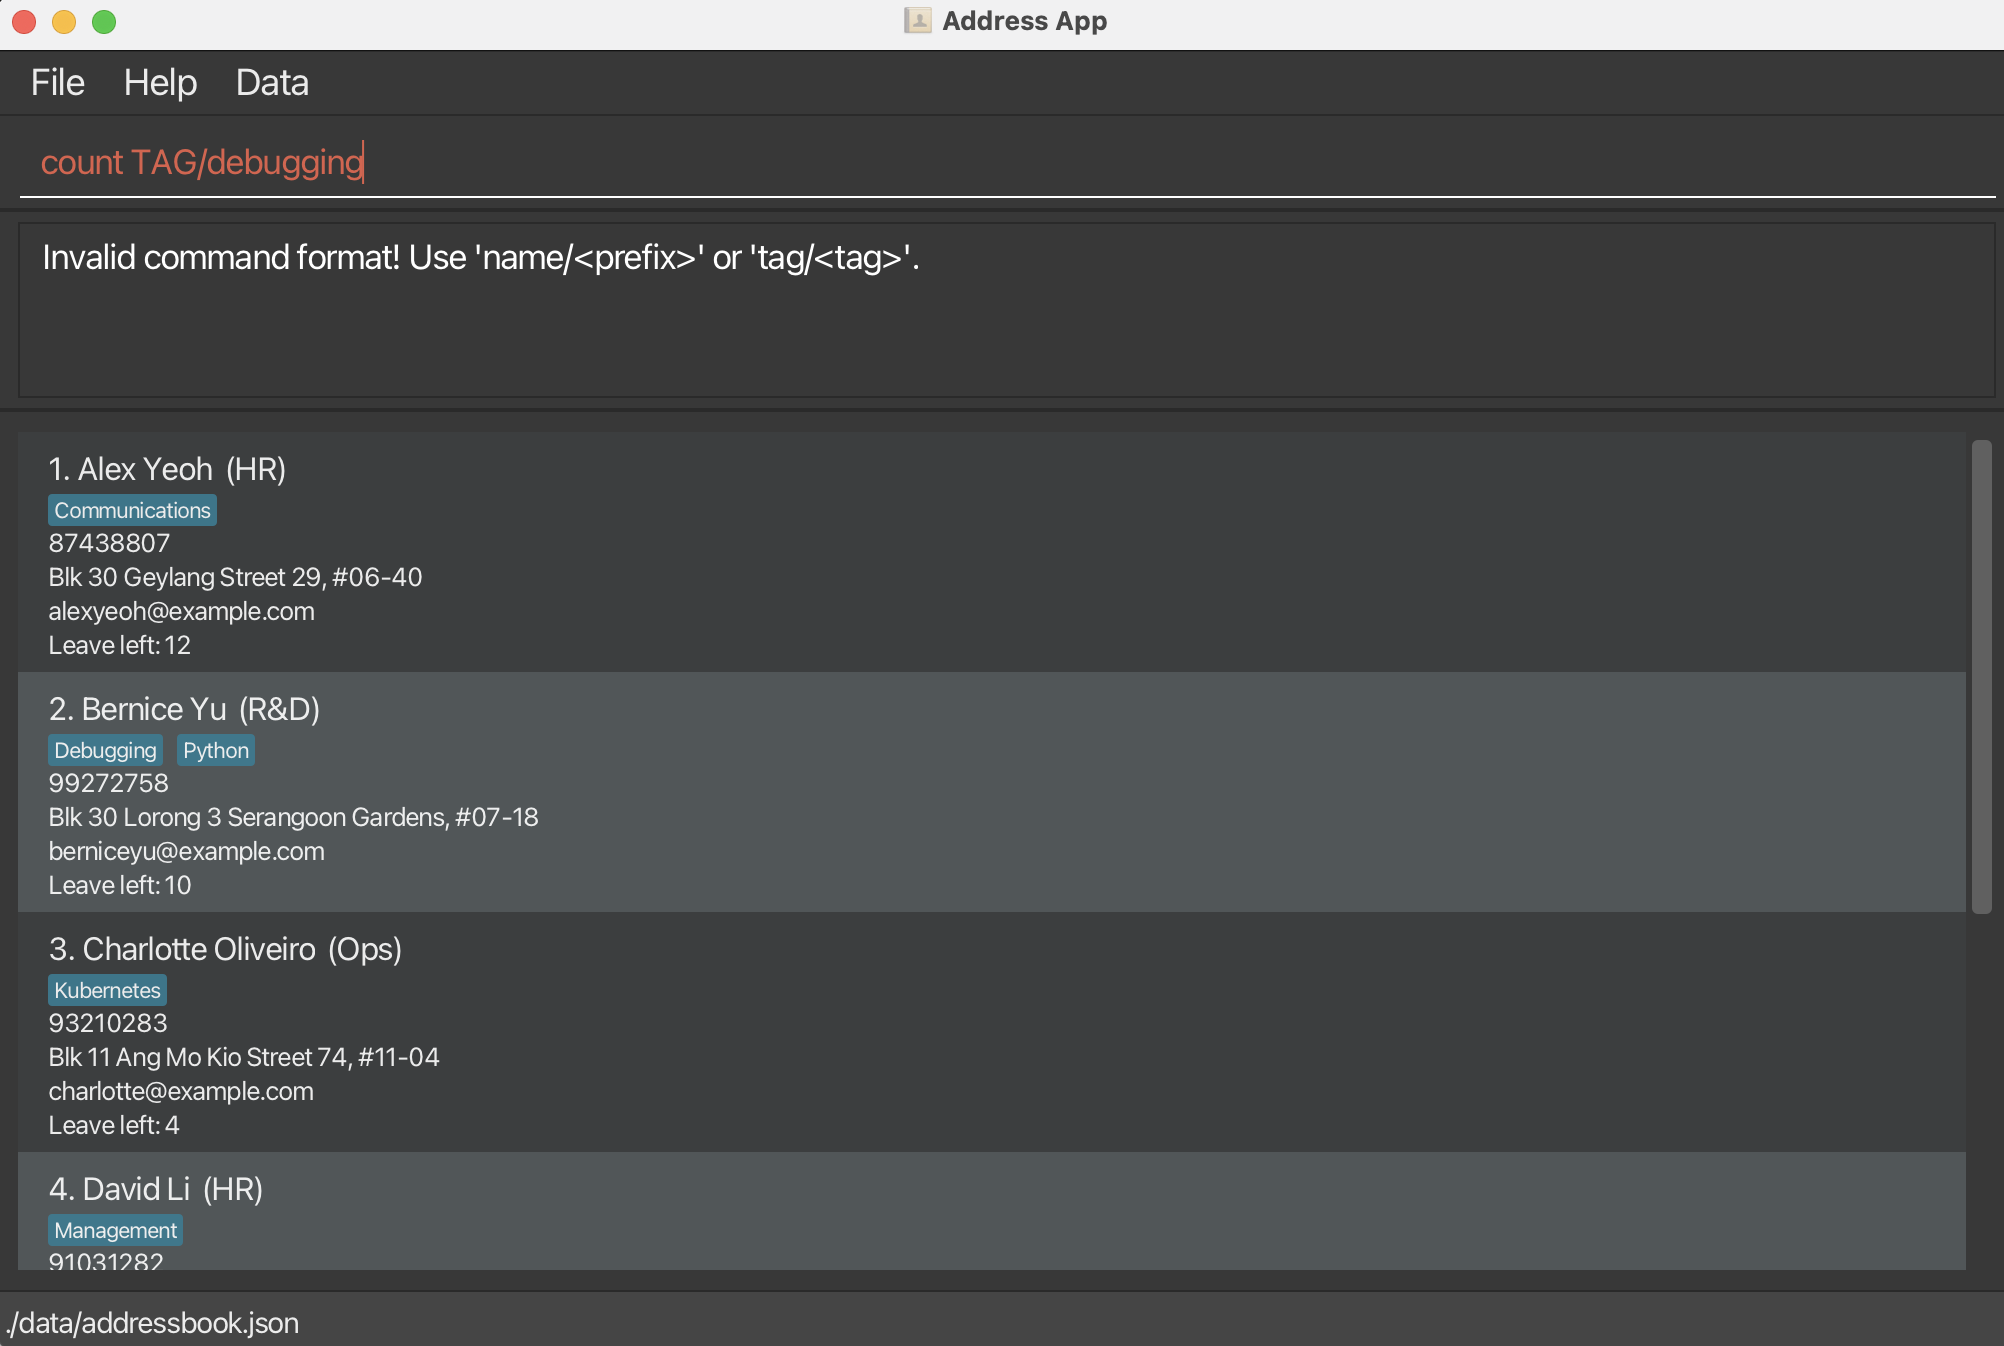 Address App
File Help Data
count TAG/debugging
Invalid command format! Use 'name/<prefix>' or 'tag/<tag>'.
1. Alex Yeoh (HR)
Communications
87438807
Blk 30 Geylang Street 29, #06-40
alexyeoh@example.com
Leave left: 12
2. Bernice Yu (R&D)
Debugging Python
99272758
Blk 30 Lorong 3 Serangoon Gardens, #07-18
berniceyu@example.com
Leave left: 10
3. Charlotte Oliveiro (Ops)
Kubernetes
93210283
Blk 11 Ang Mo Kio Street 74, #11-04
charlotte@example.com
Leave left: 4
4. David Li (HR)
Management
91031282
./data/addressbook.json